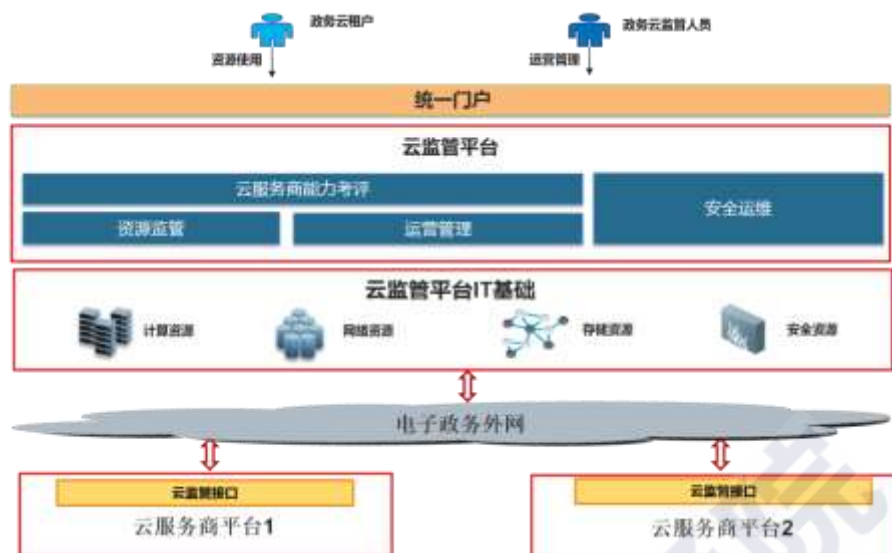 政务云租户
政务云监管人员
资源使用
运营管理
统一门户
云监管平台
云服务商能力考评
安全运维
资源监管
运营管理
云监管平台IT基础
计算资源
网络资源
存储资源
安全资源
电子政务外网
云监管接口
云监管接口
云服务商平台1
云服务商平台2
院